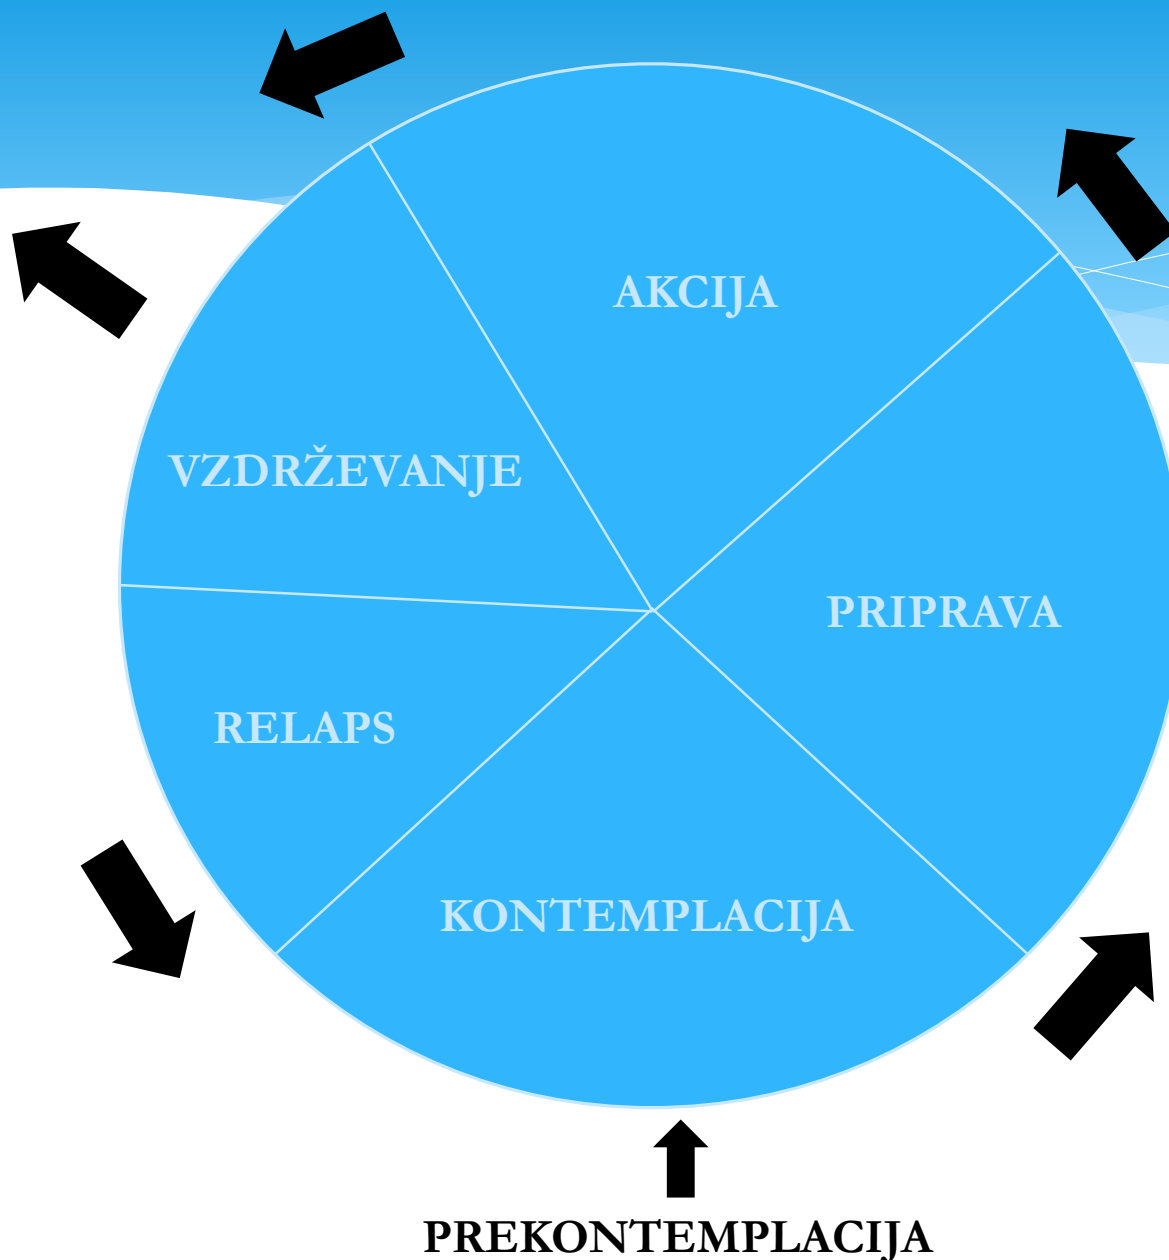 AKCIJA
VZDRŽEVANJE
PRIPRAVA
RELAPS
KONTEMPLACIJA
PREKONTEMPLACIJA